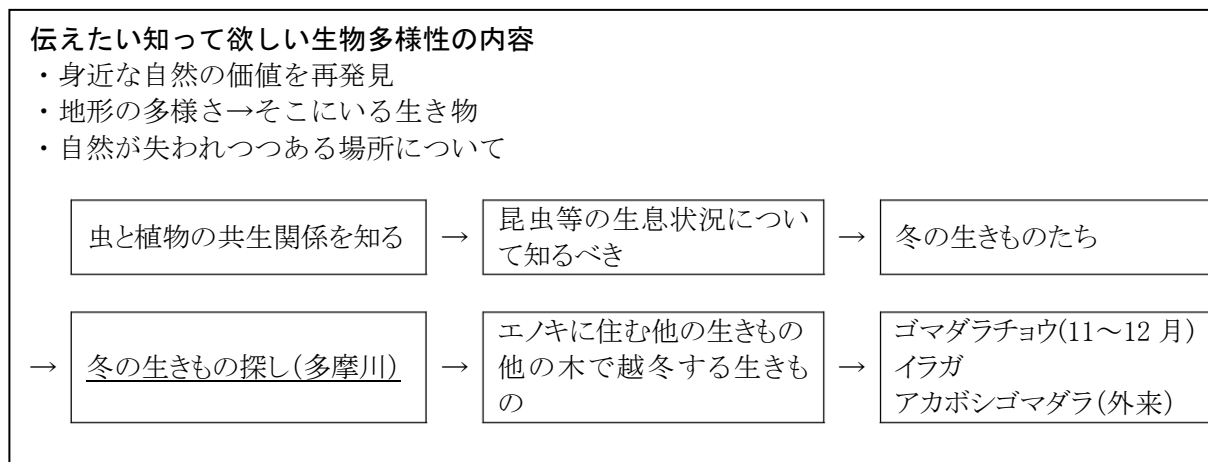 伝えたい知って欲しい生物多様性の内容
・身近な自然の価値を再発見
・地形の多様さ→そこにいる生き物
・自然が失われつつある場所について
虫と植物の共生関係を知る
→
昆虫等の生息状況につい
て知るべき
→
冬の生きものたち
→
冬の生きもの探し(多摩川)
→
エノキに住む他の生きもの
他の木で越冬する生きも
の
→
ゴマダラチョウ(11～12 月)
イラガ
アカボシゴマダラ(外来)